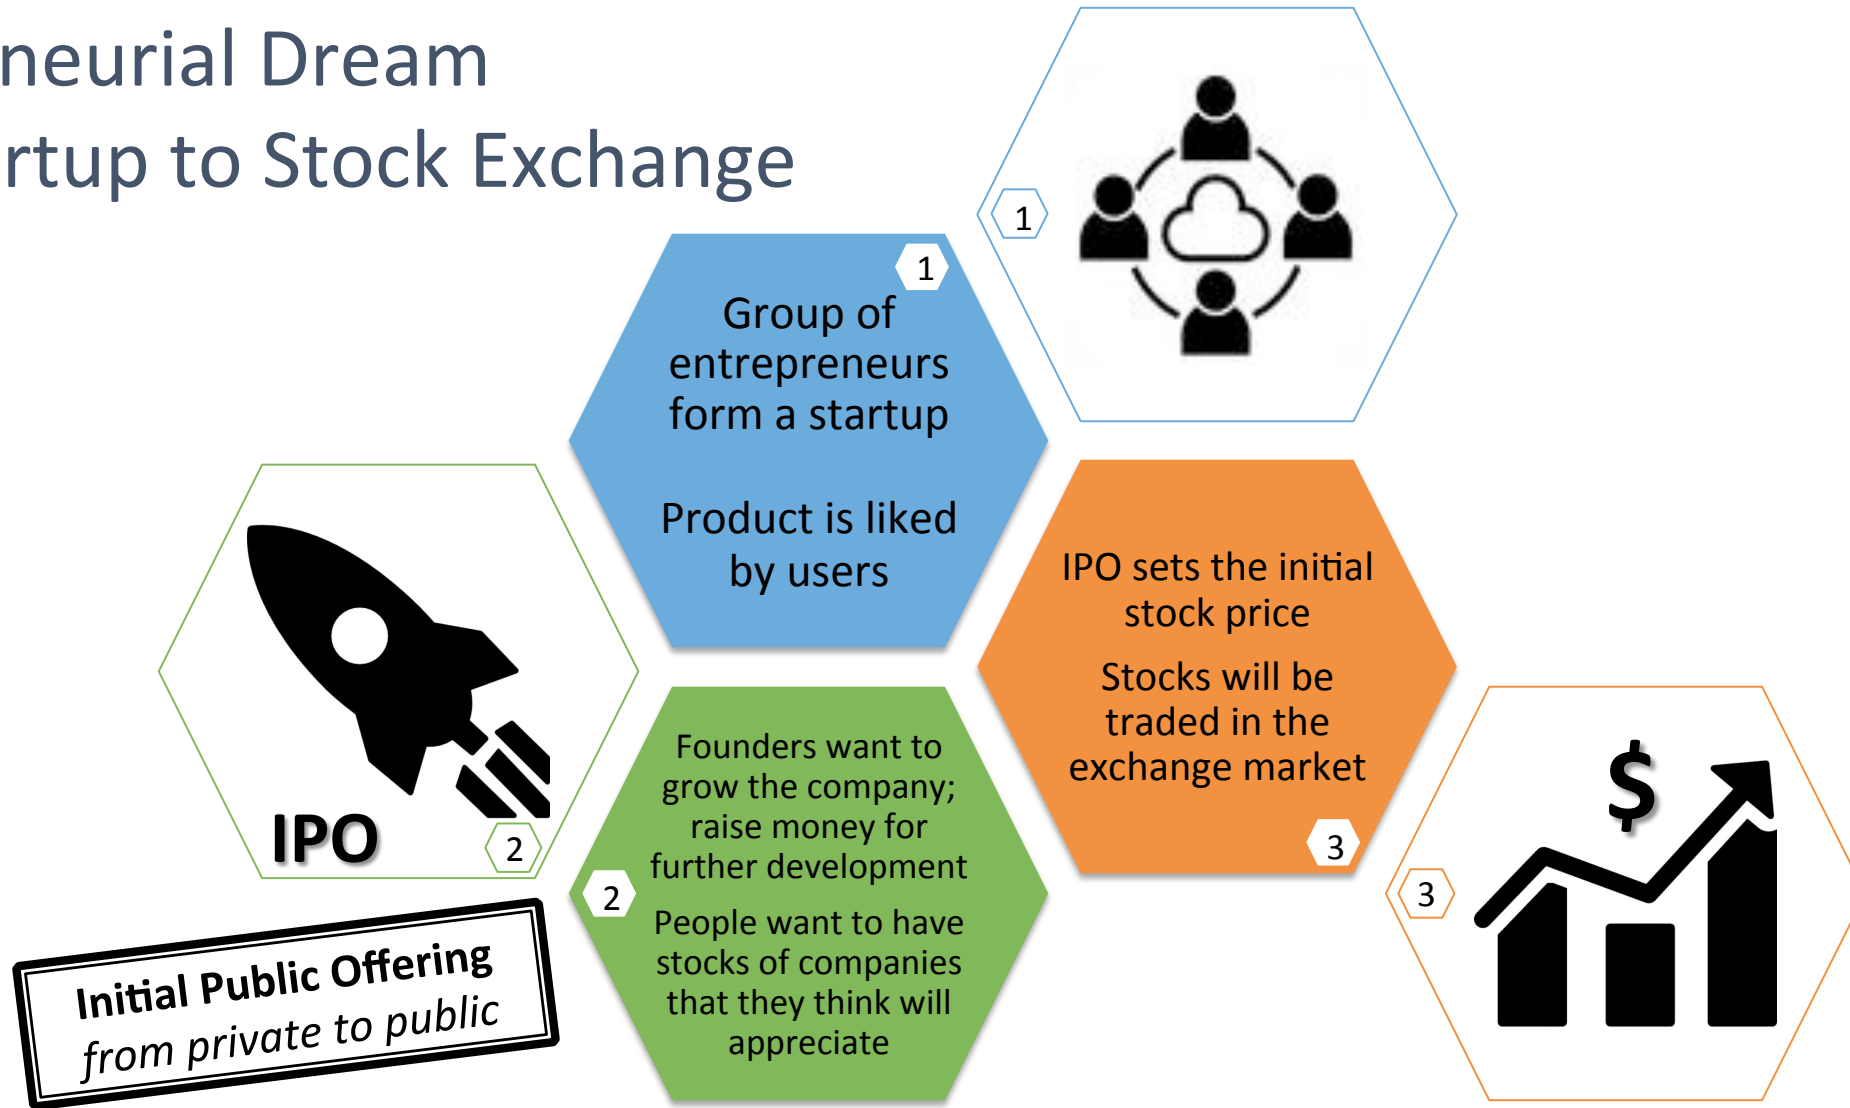 neurial Dream
rtup to Stock Exchange
1
1
Group of
entrepreneurs
form a startup
Product is liked
by users
IPO
2
Initial Public Offering
from private to public
2
Founders want to
grow the company;
raise money for
further development
People want to have
stocks of companies
that they think will
appreciate
IPO sets the initial
stock price
Stocks will be
traded in the
exchange market
3
3
$